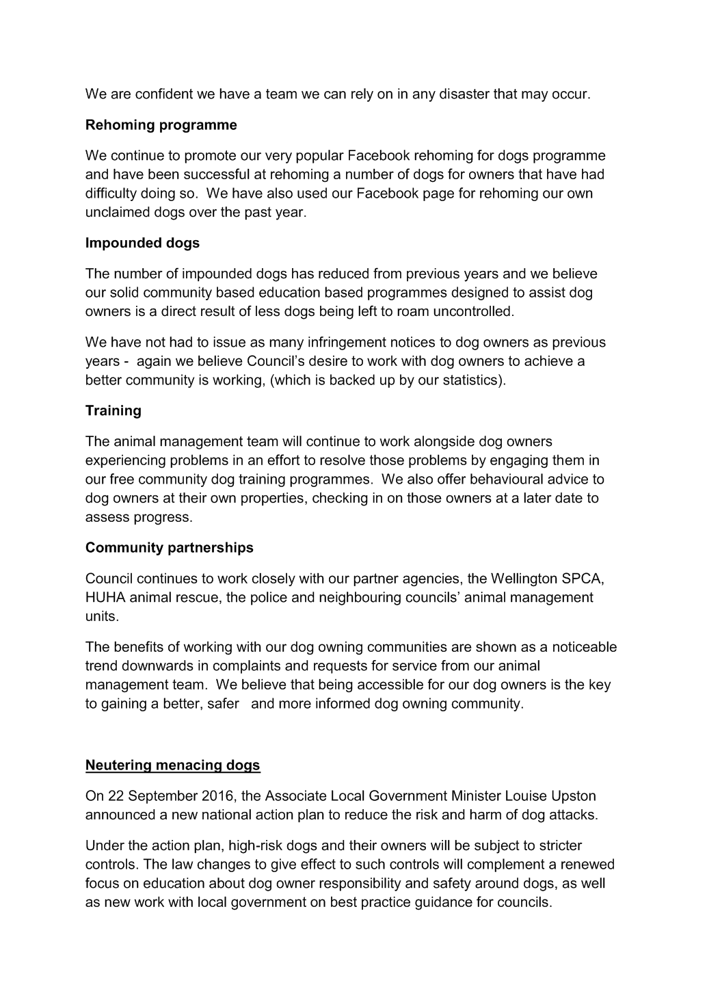 We are confident we have a team we can rely on in any disaster that may occur.
Rehoming programme
We continue to promote our very popular Facebook rehoming for dogs programme
and have been successful at rehoming a number of dogs for owners that have had
difficulty doing so.  We have also used our Facebook page for rehoming our own
unclaimed dogs over the past year.
Impounded dogs
The number of impounded dogs has reduced from previous years and we believe
our solid community based education based programmes designed to assist dog
owners is a direct result of less dogs being left to roam uncontrolled.
We have not had to issue as many infringement notices to dog owners as previous
years -  again we believe Council’s desire to work with dog owners to achieve a
better community is working, (which is backed up by our statistics).
Training
The animal management team will continue to work alongside dog owners
experiencing problems in an effort to resolve those problems by engaging them in
our free community dog training programmes.  We also offer behavioural advice to
dog owners at their own properties, checking in on those owners at a later date to
assess progress.
Community partnerships
Council continues to work closely with our partner agencies, the Wellington SPCA,
HUHA animal rescue, the police and neighbouring councils’ animal management
units.
The benefits of working with our dog owning communities are shown as a noticeable
trend downwards in complaints and requests for service from our animal
management team.  We believe that being accessible for our dog owners is the key
to gaining a better, safer   and more informed dog owning community.
Neutering menacing dogs
On 22 September 2016, the Associate Local Government Minister Louise Upston
announced a new national action plan to reduce the risk and harm of dog attacks.
Under the action plan, high-risk dogs and their owners will be subject to stricter
controls. The law changes to give effect to such controls will complement a renewed
focus on education about dog owner responsibility and safety around dogs, as well
as new work with local government on best practice guidance for councils.